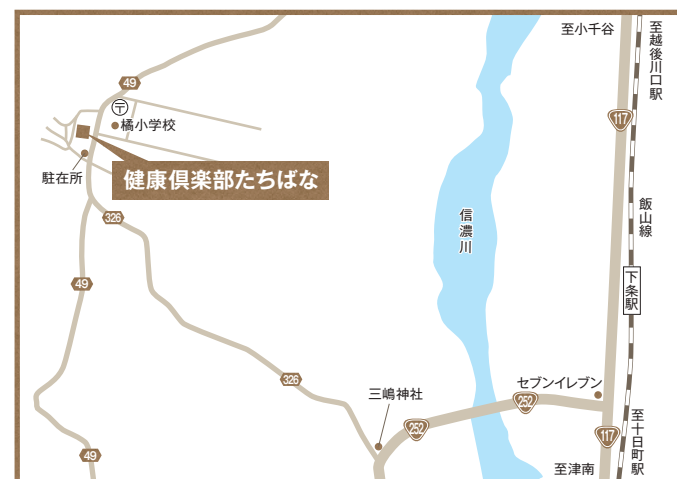 至小千谷
至越後川口駅
49
〒
117
橘小学校
駐在所
健康倶楽部たちばな
飯山線
326
信濃川
49
下条駅
326
セブンイレブン
三嶋神社
252
252
至十日町駅
117
49
至津南